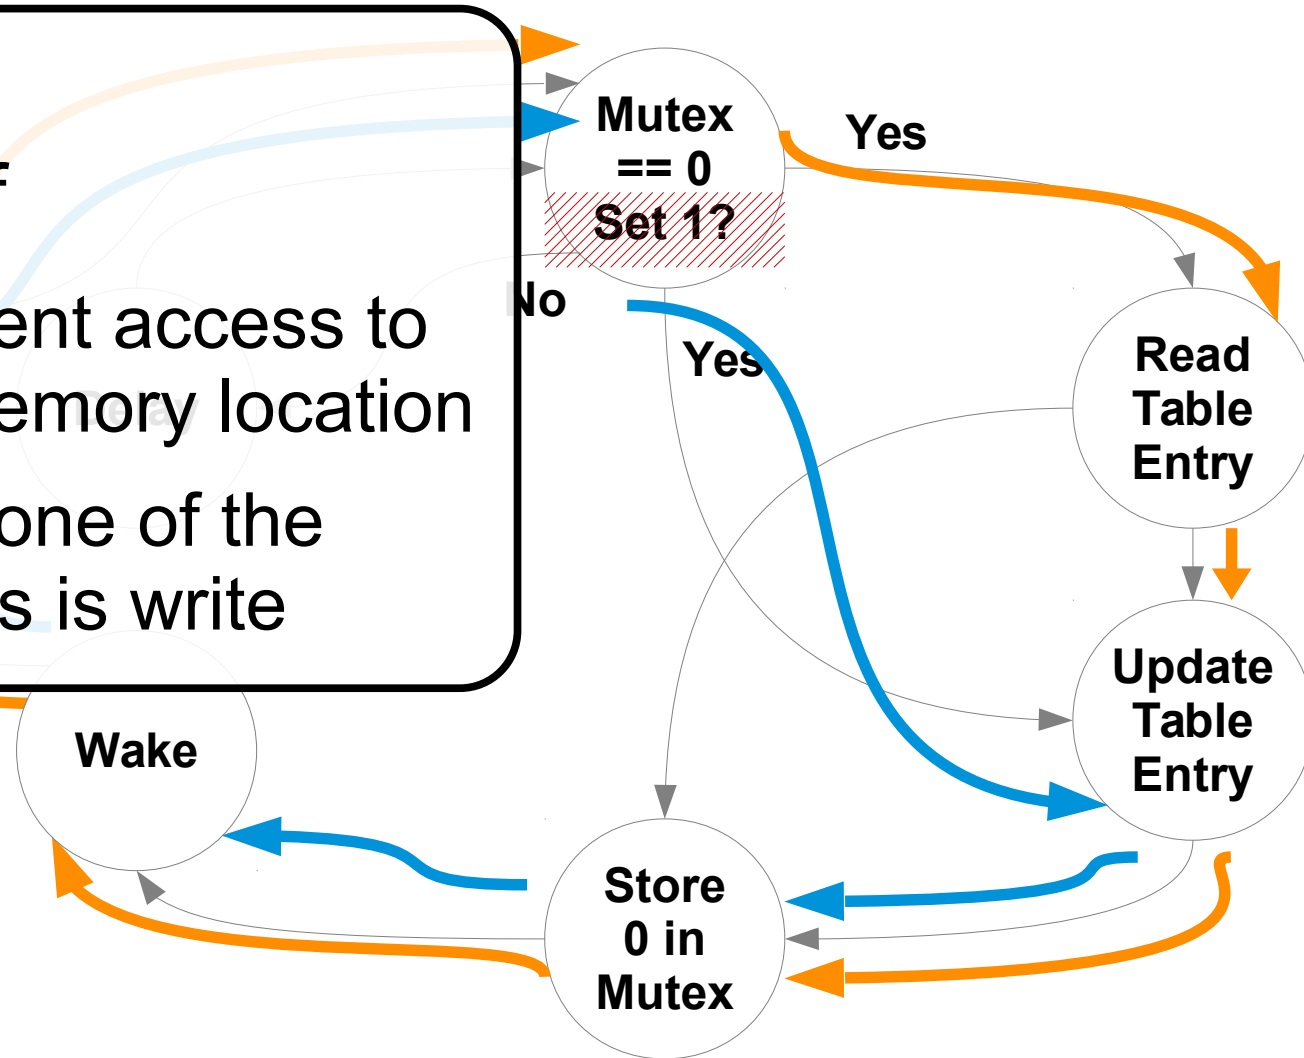 f
ent access to
emory location
one of the
s is write
Delay
Mutex
== 0
Set 1?
Yes
No
Yes
Read
Table
Entry
Update
Table
Entry
Wake
Store
0 in
Mutex